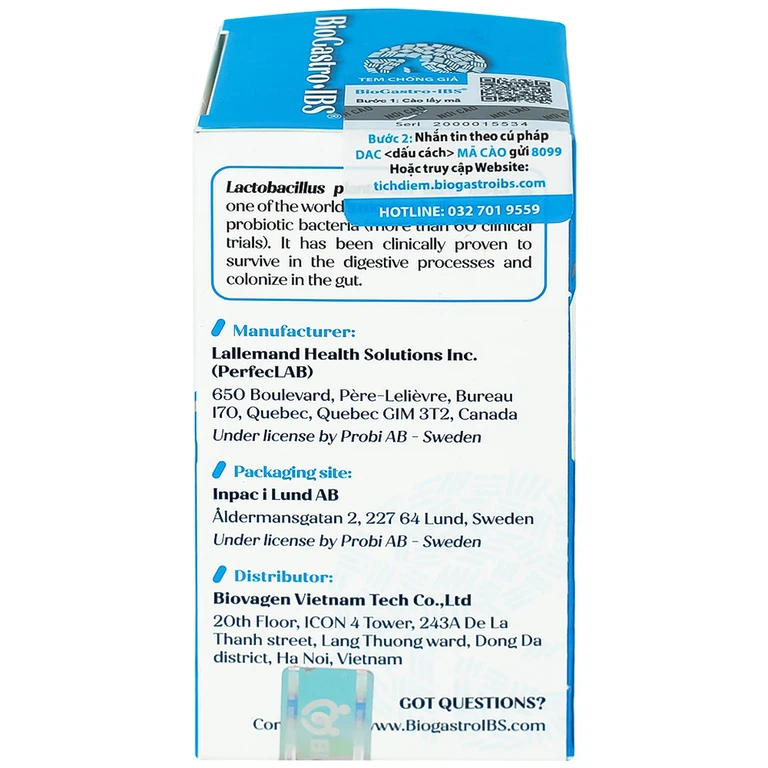 BioGastro•IBS®
TEM CHỐNG GIẢ
BioGastro-IBS®
Bước 1: Cào lấy mã
NƠI CÀO NƠI CÀO NƠI CÀO
Seri 2000015534
Bước 2: Nhắn tin theo cú pháp
DAC <dấu cách> MÃ CÀO gửi 8099
Hoặc truy cập Website:
tichdiem.biogastroibs.com
HOTLINE: 032 701 9559
Lactobacillus
one of the world
probiotic bacteria (more than 60 clinical
trials). It has been clinically proven to
survive in the digestive processes and
colonize in the gut.
Manufacturer:
Lallemand Health Solutions Inc.
(PerfecLAB)
650 Boulevard, Père-Lelièvre, Bureau
170, Quebec, Quebec G1M 3T2, Canada
Under license by Probi AB - Sweden
Packaging site:
Inpac i Lund AB
Åldermansgatan 2, 227 64 Lund, Sweden
Under license by Probi AB - Sweden
Distributor:
Biovagen Vietnam Tech Co.,Ltd
20th Floor, ICON 4 Tower, 243A De La
Thanh street, Lang Thuong ward, Dong Da
district, Ha Noi, Vietnam
GOT QUESTIONS?
www.BiogastroIBS.com